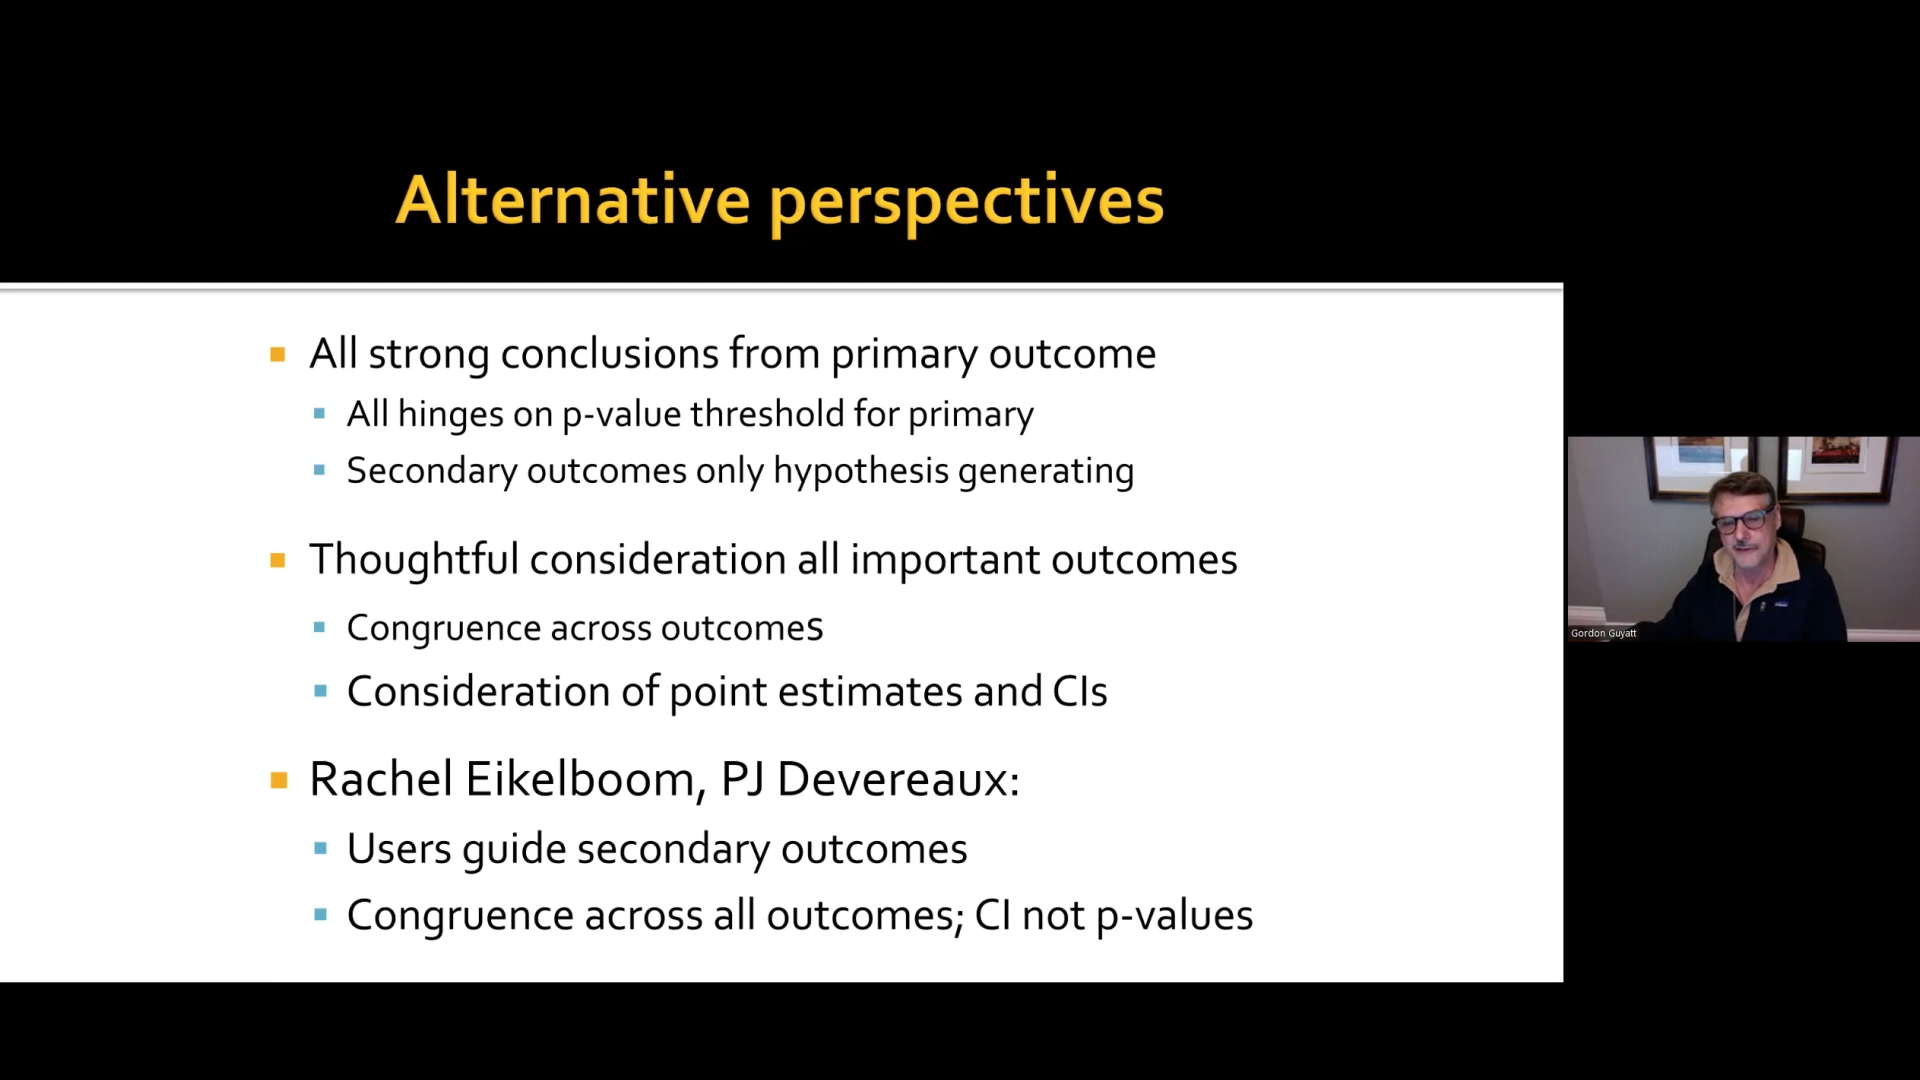 Alternative perspectives
All strong conclusions from primary outcome
All hinges on p-value threshold for primary
Secondary outcomes only hypothesis generating
Thoughtful consideration all important outcomes
Congruence across outcomes
Consideration of point estimates and CIs
Rachel Eikelboom, PJ Devereaux:
Users guide secondary outcomes
Congruence across all outcomes; CI not p-values
Gordon Guyatt